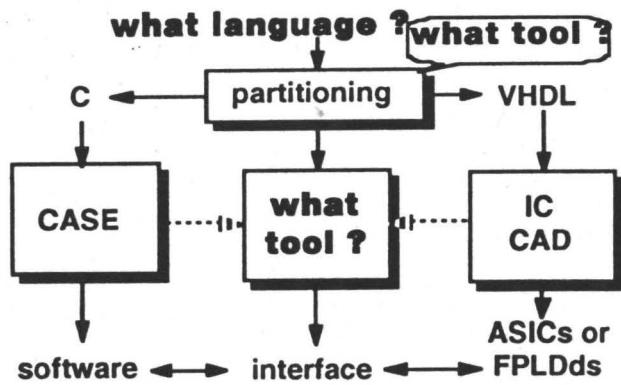 what language ?
what tool ?
partitioning
C
VHDL
CASE
what
tool ?
IC
CAD
software
interface
ASICs or
FPLDds